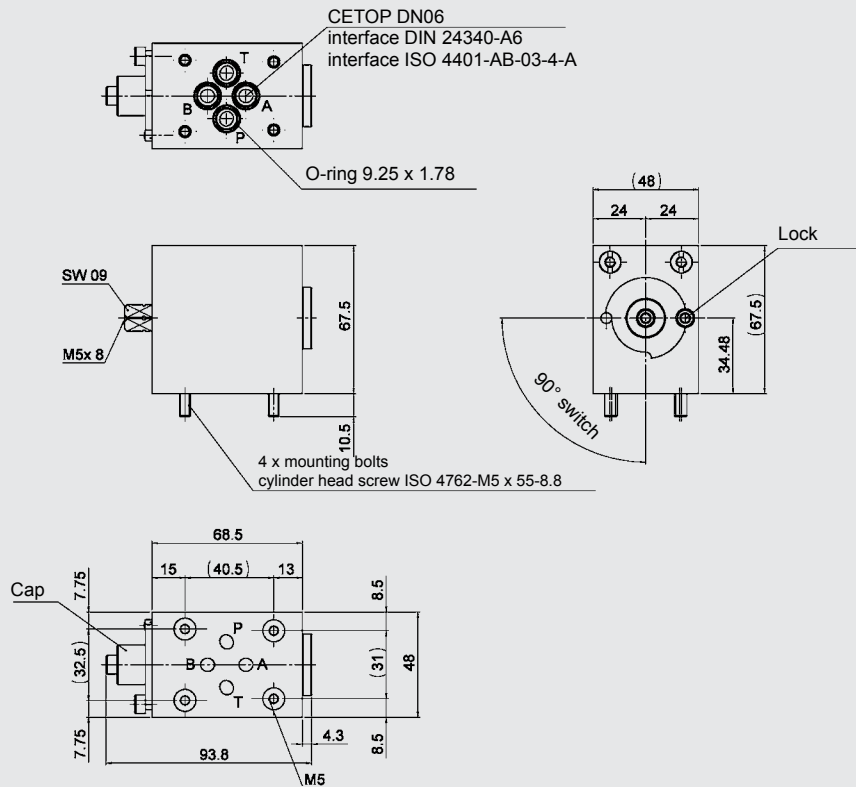 CETOP DN06
interface DIN 24340-A6
interface ISO 4401-AB-03-4-A
T
B
A
P
O-ring 9.25 x 1.78
(48)
24
24
Lock
SW 09
M5x 8
67.5
10.5
(67.5)
34.48
90° switch
4 x mounting bolts
cylinder head screw ISO 4762-M5 x 55-8.8
68.5
15
(40.5)
13
7.75
8.5
Cap
P
B
A
T
(32.5)
(31)
48
7.75
8.5
4.3
93.8
M5